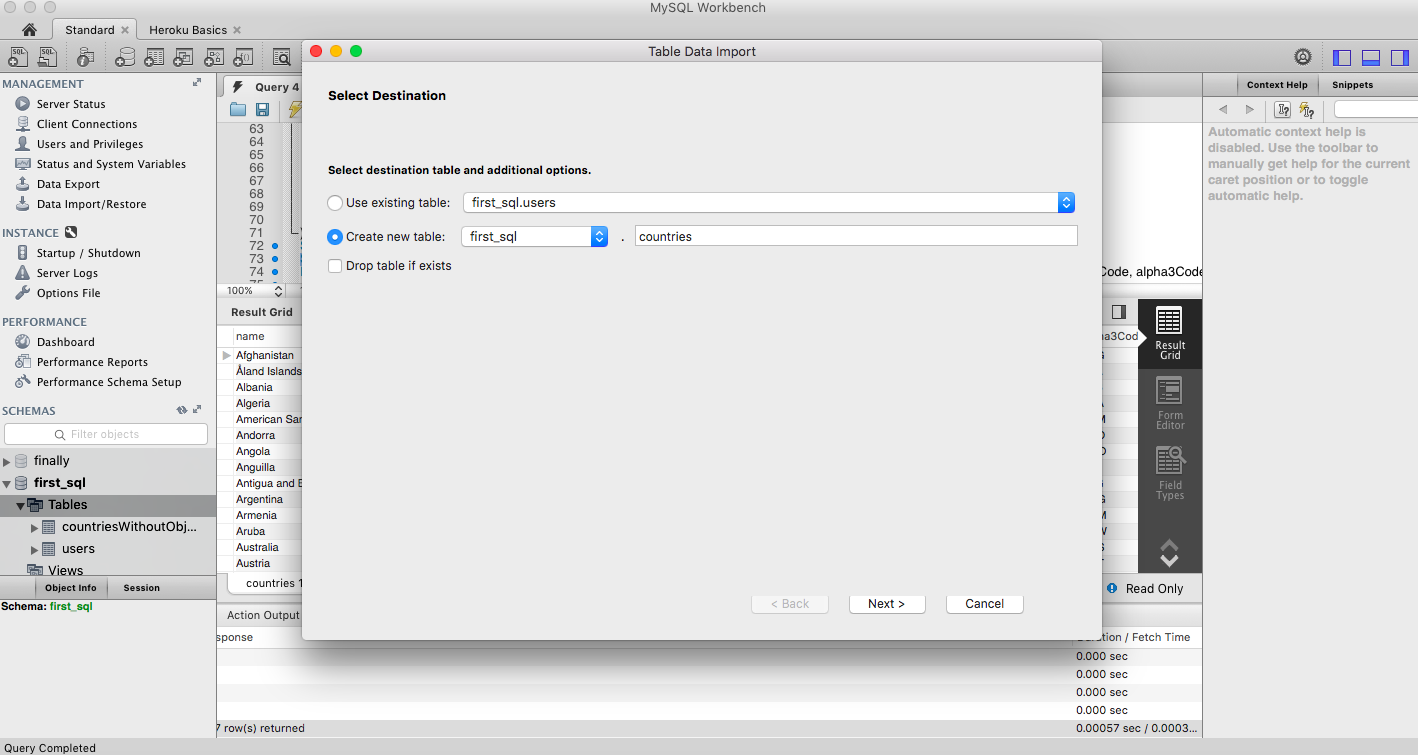 MySQL Workbench
Standard
Heroku Basics
MANAGEMENT
Server Status
Client Connections
Users and Privileges
Status and System Variables
Data Export
Data Import/Restore
INSTANCE
Startup / Shutdown
Server Logs
Options File
PERFORMANCE
Dashboard
Performance Reports
Performance Schema Setup
SCHEMAS
Filter objects
finally
first_sql
Tables
countriesWithoutObj...
users
Views
Object Info
Session
Schema: first_sql
Query Completed
Query 4
63
64
65
66
67
68
69
70
71
72
73
74
100%
Result Grid
name
Afghanistan
Åland Islands
Albania
Algeria
American
Andorra
Angola
Anguilla
Antigua and
Argentina
Armenia
Aruba
Australia
Austria
countries 1
Action Output
sponse
7 row(s) returned
Table Data Import
Select Destination
Select destination table and additional options.
Use existing table:
first_sql.users
Create new table:
first_sql
.
countries
Drop table if exists
< Back
Next >
Cancel
Code, alpha3Code
a3Cod
Result
Grid
Form
Editor
Field
Types
Read Only
/ Fetch Time
0.000 sec
0.000 sec
0.000 sec
0.000 sec
0.00057 sec / 0.0003...
Context Help
Snippets
Automatic context help is
disabled. Use the toolbar to
manually get help for the current
caret position or to toggle
automatic help.